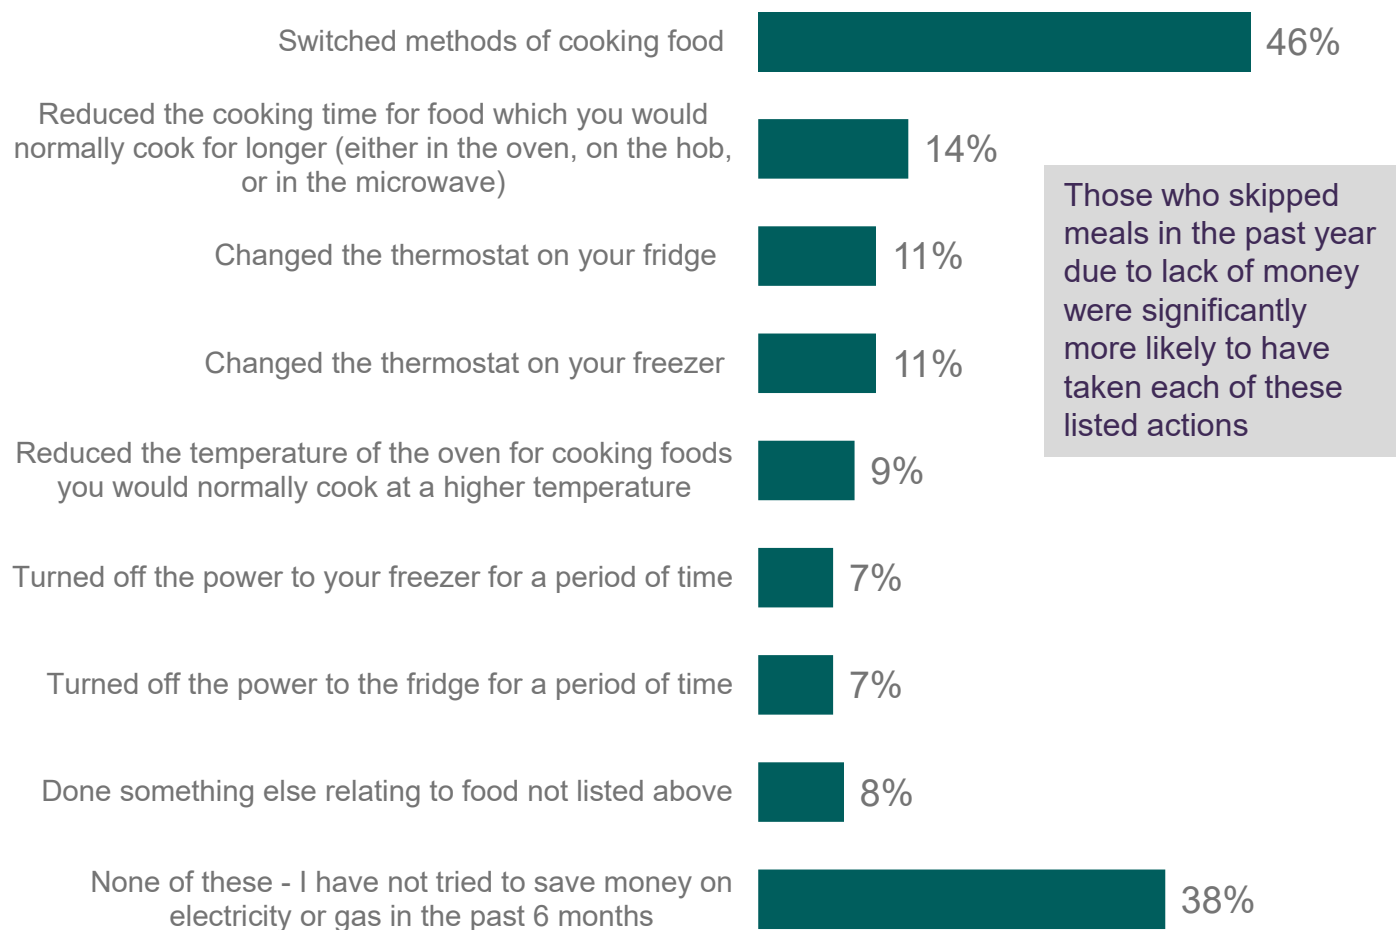 Switched methods of cooking food
46%
Reduced the cooking time for food which you would
normally cook for longer (either in the oven, on the hob,
or in the microwave)
14%
Changed the thermostat on your fridge
11%
Changed the thermostat on your freezer
11%
Reduced the temperature of the oven for cooking foods
you would normally cook at a higher temperature
9%
Turned off the power to your freezer for a period of time
7%
Turned off the power to the fridge for a period of time
7%
Done something else relating to food not listed above
8%
None of these - I have not tried to save money on
electricity or gas in the past 6 months
38%
Those who skipped
meals in the past year
due to lack of money
were significantly
more likely to have
taken each of these
listed actions